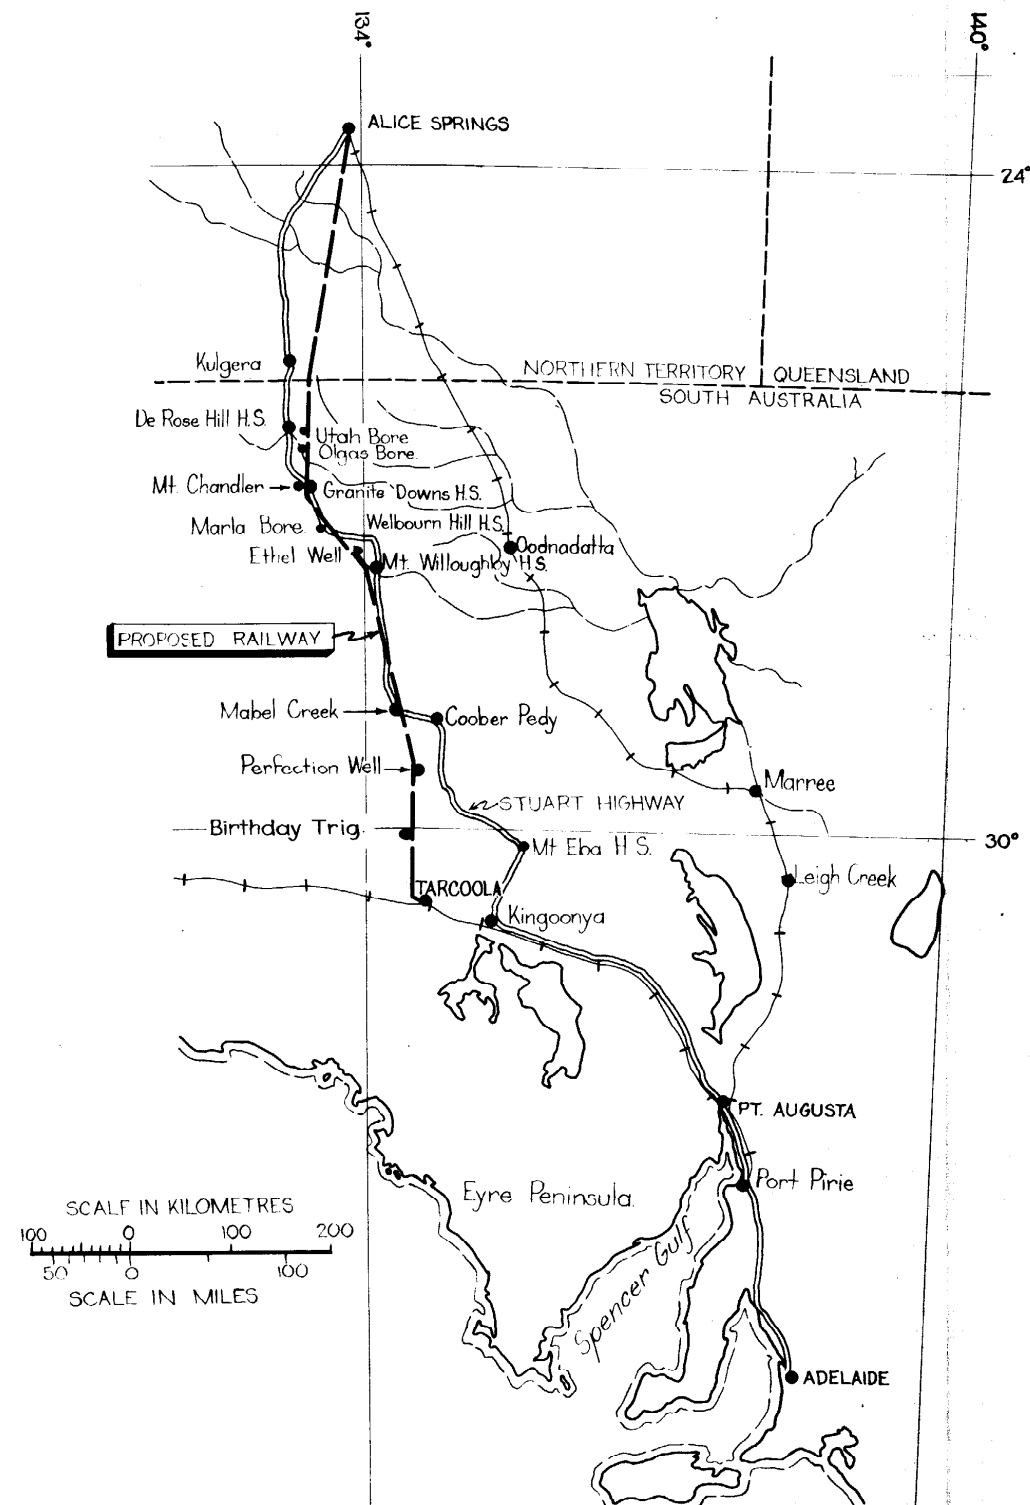 134°
140°
ALICE SPRINGS
24°
Kulgera
NORTHERN TERRITORY
QUEENSLAND
SOUTH AUSTRALIA
De Rose Hill H.S.
Utah Bore
Olgas Bore.
Mt. Chandler
Granite Downs H.S.
Marla Bore.
Welbourn Hill H.S.
Ethel Well
Oodnadatta
Mt. Willoughby H.S.
PROPOSED RAILWAY
Mabel Creek
Coober Pedy
Perfection Well
Marree
STUART HIGHWAY
Birthday Trig.
Mt Eba H S.
30°
TARCOOLA
Leigh Creek
Kingoonya
PT. AUGUSTA
Port Pirie
Eyre Peninsula.
Spencer Gulf
SCALE IN KILOMETRES
100 0 100 200
50 0 100
SCALE IN MILES
ADELAIDE